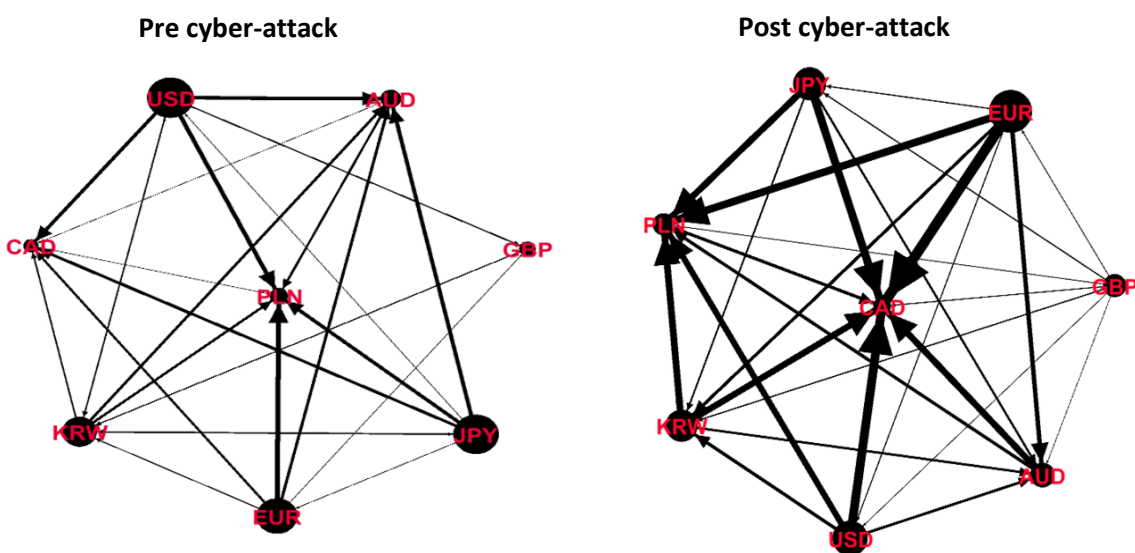 Pre cyber-attack
USD
AUD
CAD
GBP
PLN
KRW
JPY
EUR
Post cyber-attack
JPY
EUR
PLN
GBP
CAD
KRW
AUD
USD